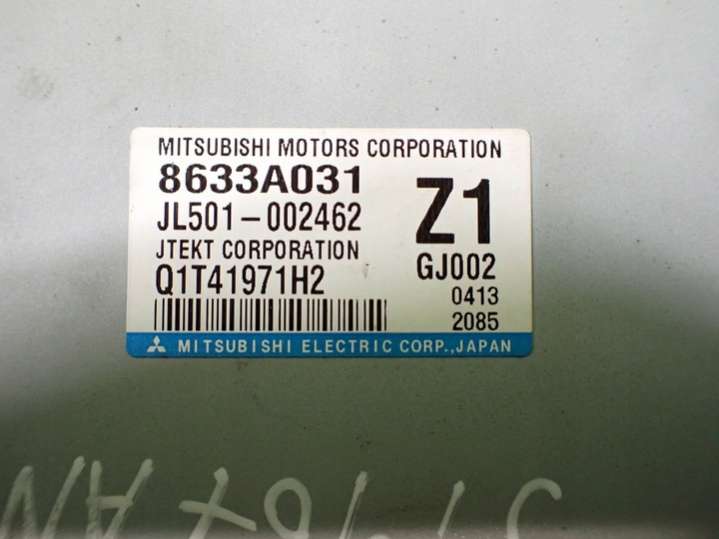 MITSUBISHI MOTORS CORPORATION
8633A031
Z1
JL501-002462
JTEKT CORPORATION
GJ002
Q1T41971H2
0413
2085
MITSUBISHI ELECTRIC CORP., JAPAN